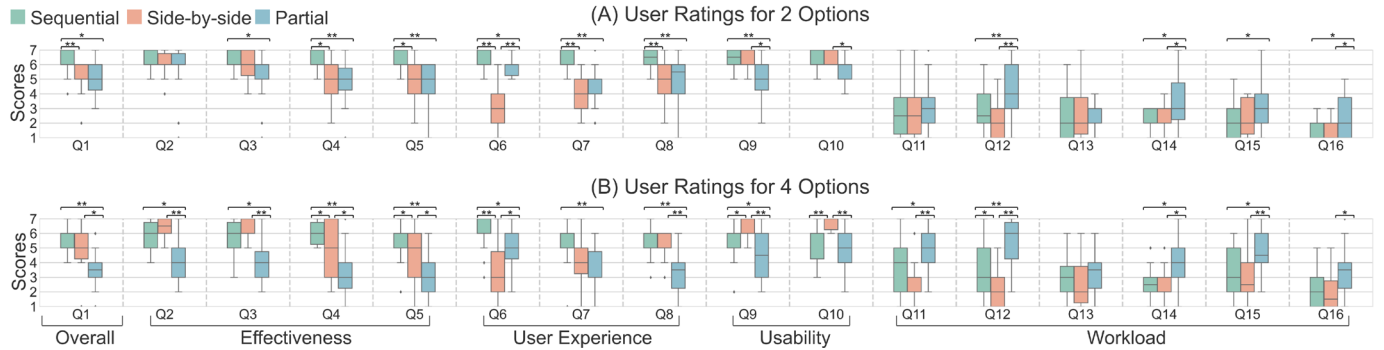 (A) User Ratings for 2 Options
Sequential Side-by-side Partial
* ** * * ** * ** * ** ** ** ** ** ** ** * * ** ** * * * * *
Scores
7
6
5
4
3
2
1
Q1 Q2 Q3 Q4 Q5 Q6 Q7 Q8 Q9 Q10 Q11 Q12 Q13 Q14 Q15 Q16
(B) User Ratings for 4 Options
** * * ** * ** ** * * ** * * * ** * ** ** ** ** * ** ** ** * ** ** * ** * * * ** *
Scores
7
6
5
4
3
2
1
Q1 Q2 Q3 Q4 Q5 Q6 Q7 Q8 Q9 Q10 Q11 Q12 Q13 Q14 Q15 Q16
Overall Effectiveness User Experience Usability Workload